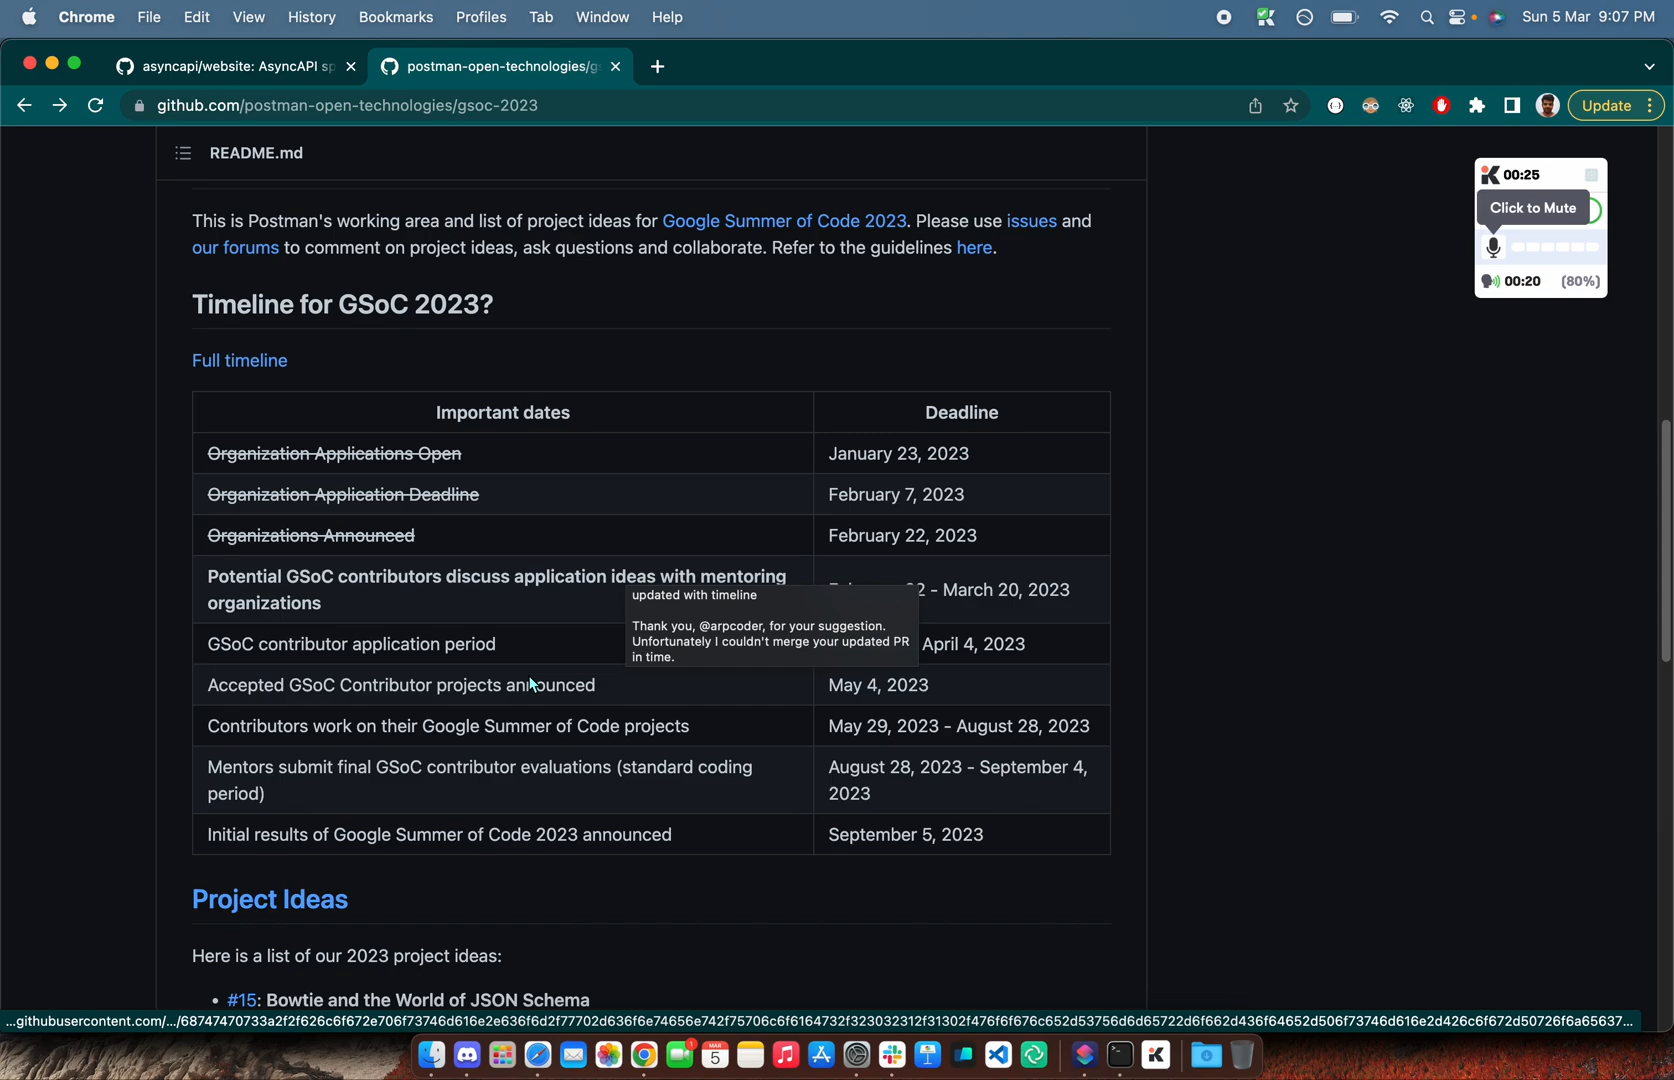 Chrome File Edit View History Bookmarks Profiles Tab Window Help
Sun 5 Mar 9:07 PM
asyncapi/website: AsyncAPI sp
postman-open-technologies/gs
github.com/postman-open-technologies/gsoc-2023
Update
README.md
00:25
Click to Mute
00:20 (80%)
This is Postman's working area and list of project ideas for Google Summer of Code 2023. Please use issues and
our forums to comment on project ideas, ask questions and collaborate. Refer to the guidelines here.
Timeline for GSoC 2023?
Full timeline
Important dates Deadline
Organization Applications Open January 23, 2023
Organization Application Deadline February 7, 2023
Organizations Announced February 22, 2023
Potential GSoC contributors discuss application ideas with mentoring
organizations
2 - March 20, 2023
updated with timeline
Thank you, @arpcoder, for your suggestion.
Unfortunately I couldn't merge your updated PR
in time.
GSoC contributor application period April 4, 2023
Accepted GSoC Contributor projects announced May 4, 2023
Contributors work on their Google Summer of Code projects May 29, 2023 - August 28, 2023
Mentors submit final GSoC contributor evaluations (standard coding
period)
August 28, 2023 - September 4,
2023
Initial results of Google Summer of Code 2023 announced September 5, 2023
Project Ideas
Here is a list of our 2023 project ideas:
• #15: Bowtie and the World of JSON Schema
MAR
5
1